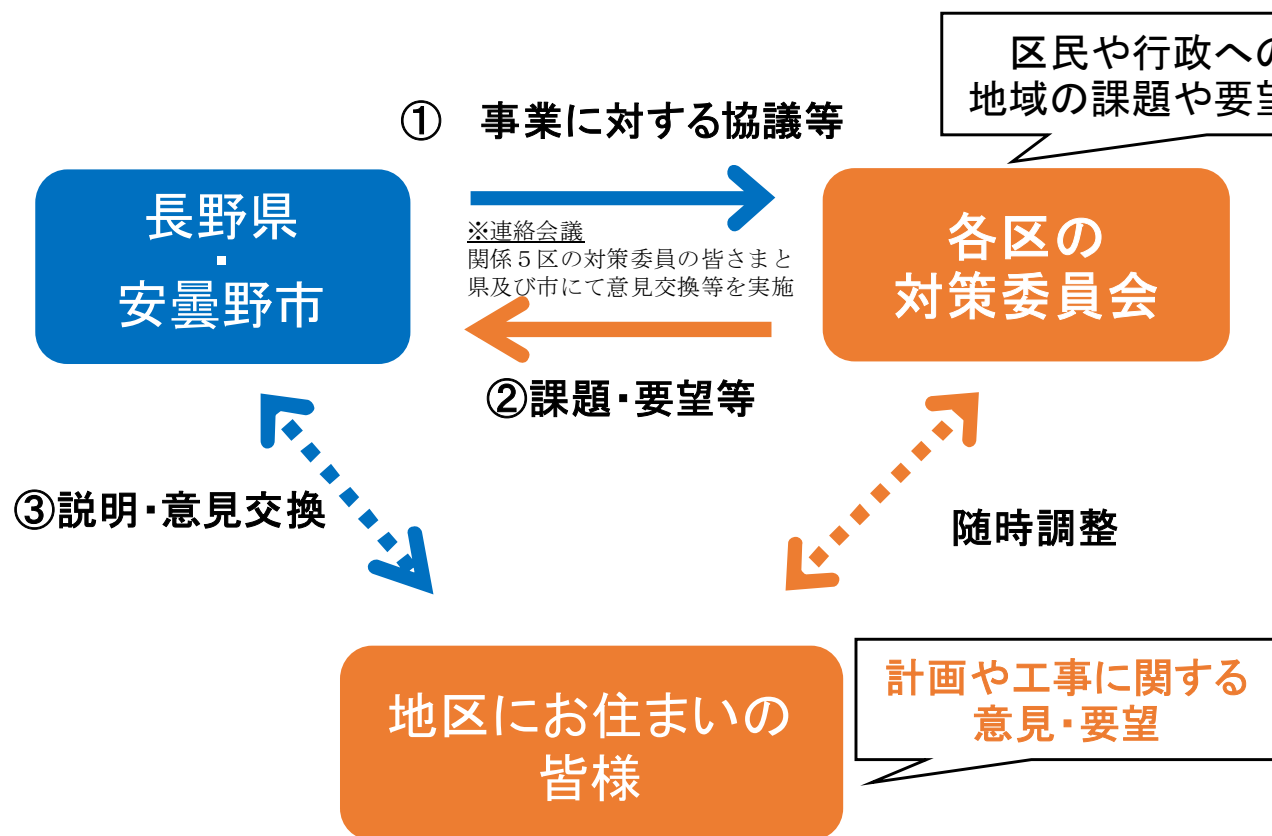 区民や行政への
地域の課題や要望
①　事業に対する協議等
長野県
・
安曇野市
※連絡会議
関係５区の対策委員の皆さまと
県及び市にて意見交換等を実施
各区の
対策委員会
②課題・要望等
③説明・意見交換
随時調整
地区にお住まいの
皆様
計画や工事に関する
意見・要望